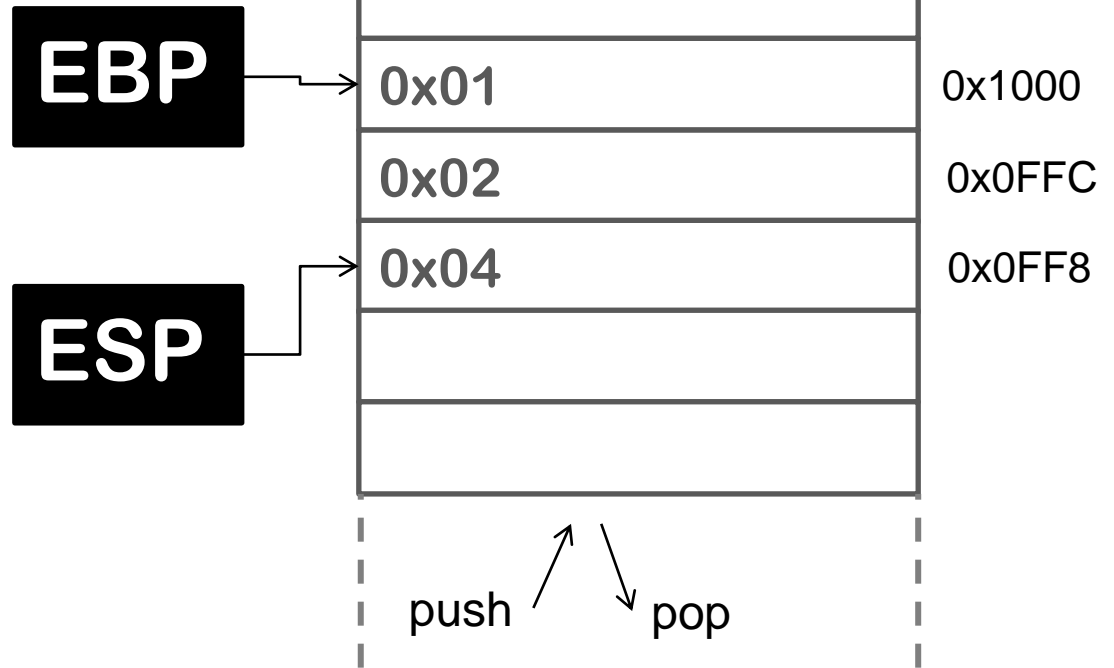 EBP
0x01 0x1000
0x02 0x0FFC
0x04 0x0FF8
ESP
push pop